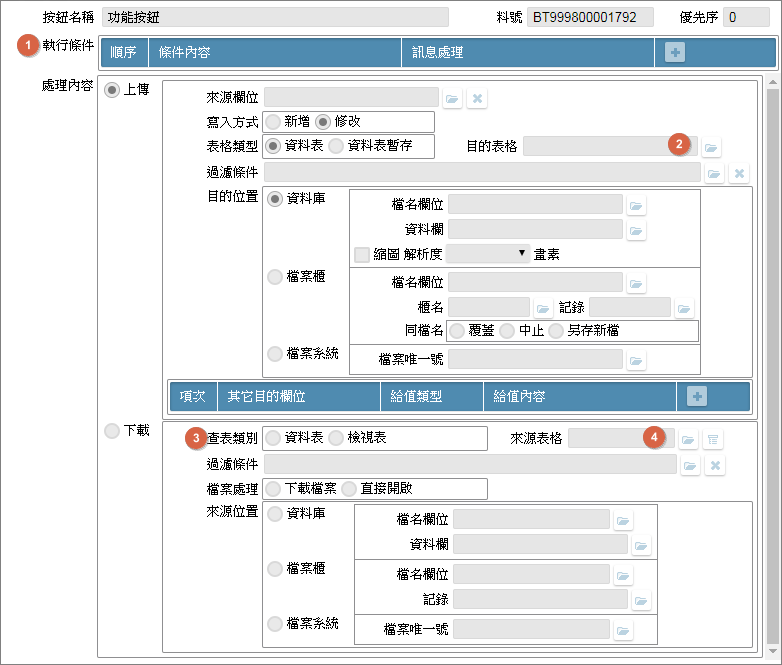 按鈕名稱 功能按鈕 料號 BT999800001792 優先序 0
1 執行條件 順序 條件內容 訊息處理
處理內容 上傳
來源欄位
寫入方式 新增 修改
表格類型 資料表 資料表暫存 目的表格 2
過濾條件
目的位置 資料庫 檔名欄位
資料欄
縮圖 解析度 畫素
檔案櫃 檔名欄位
櫃名 記錄
同檔名 覆蓋 中止 另存新檔
檔案系統 檔案唯一號
項次 其它目的欄位 給值類型 給值內容
下載 3 查表類別 資料表 檢視表 來源表格 4
過濾條件
檔案處理 下載檔案 直接開啟
來源位置 資料庫 檔名欄位
資料欄
檔案櫃 檔名欄位
記錄
檔案系統 檔案唯一號